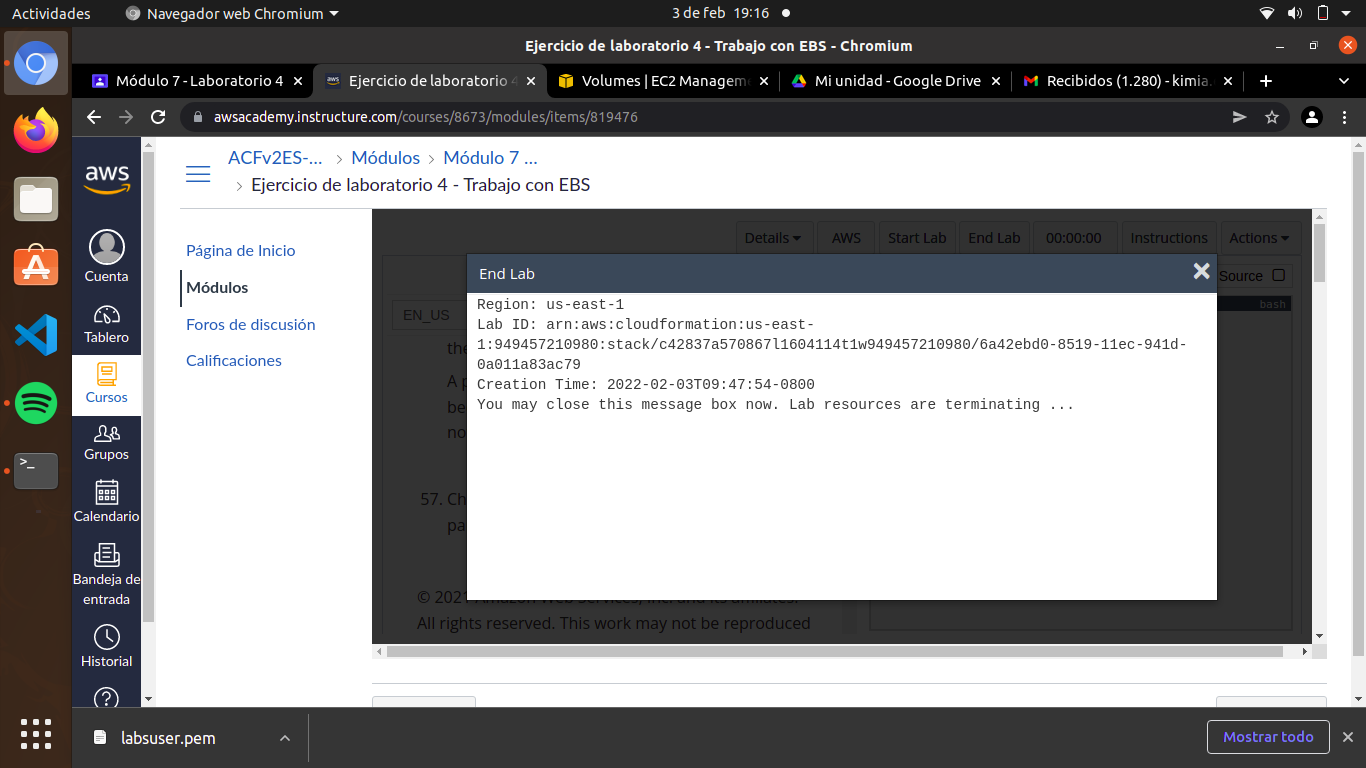 Actividades
Navegador web Chromium
3 de feb 19:16
Ejercicio de laboratorio 4 - Trabajo con EBS - Chromium
Módulo 7 - Laboratorio 4
aws
Ejercicio de laboratorio 4
Volumes | EC2 Managem
Mi unidad - Google Drive
Recibidos (1.280) - kimia.
awsacademy.instructure.com/courses/8673/modules/items/819476
aws
Cuenta
Tablero
Cursos
Grupos
Calendario
Bandeja de
entrada
Historial
ACFv2ES-...
Módulos
Módulo 7 ...
Ejercicio de laboratorio 4 - Trabajo con EBS
Página de Inicio
Módulos
Foros de discusión
Calificaciones
Details
AWS
Start Lab
End Lab
00:00:00
Instructions
Actions
Source
EN_US
bash
the
A p
be
no
57. Ch
pa
End Lab
Region: us-east-1
Lab ID: arn:aws:cloudformation:us-east-
1:949457210980:stack/c42837a570867l1604114t1w949457210980/6a42ebd0-8519-11ec-941d-
0a011a83ac79
Creation Time: 2022-02-03T09:47:54-0800
You may close this message box now. Lab resources are terminating ...
© 2021 Amazon Web Services, Inc. and its affiliates.
All rights reserved. This work may not be reproduced
labsuser.pem
Mostrar todo